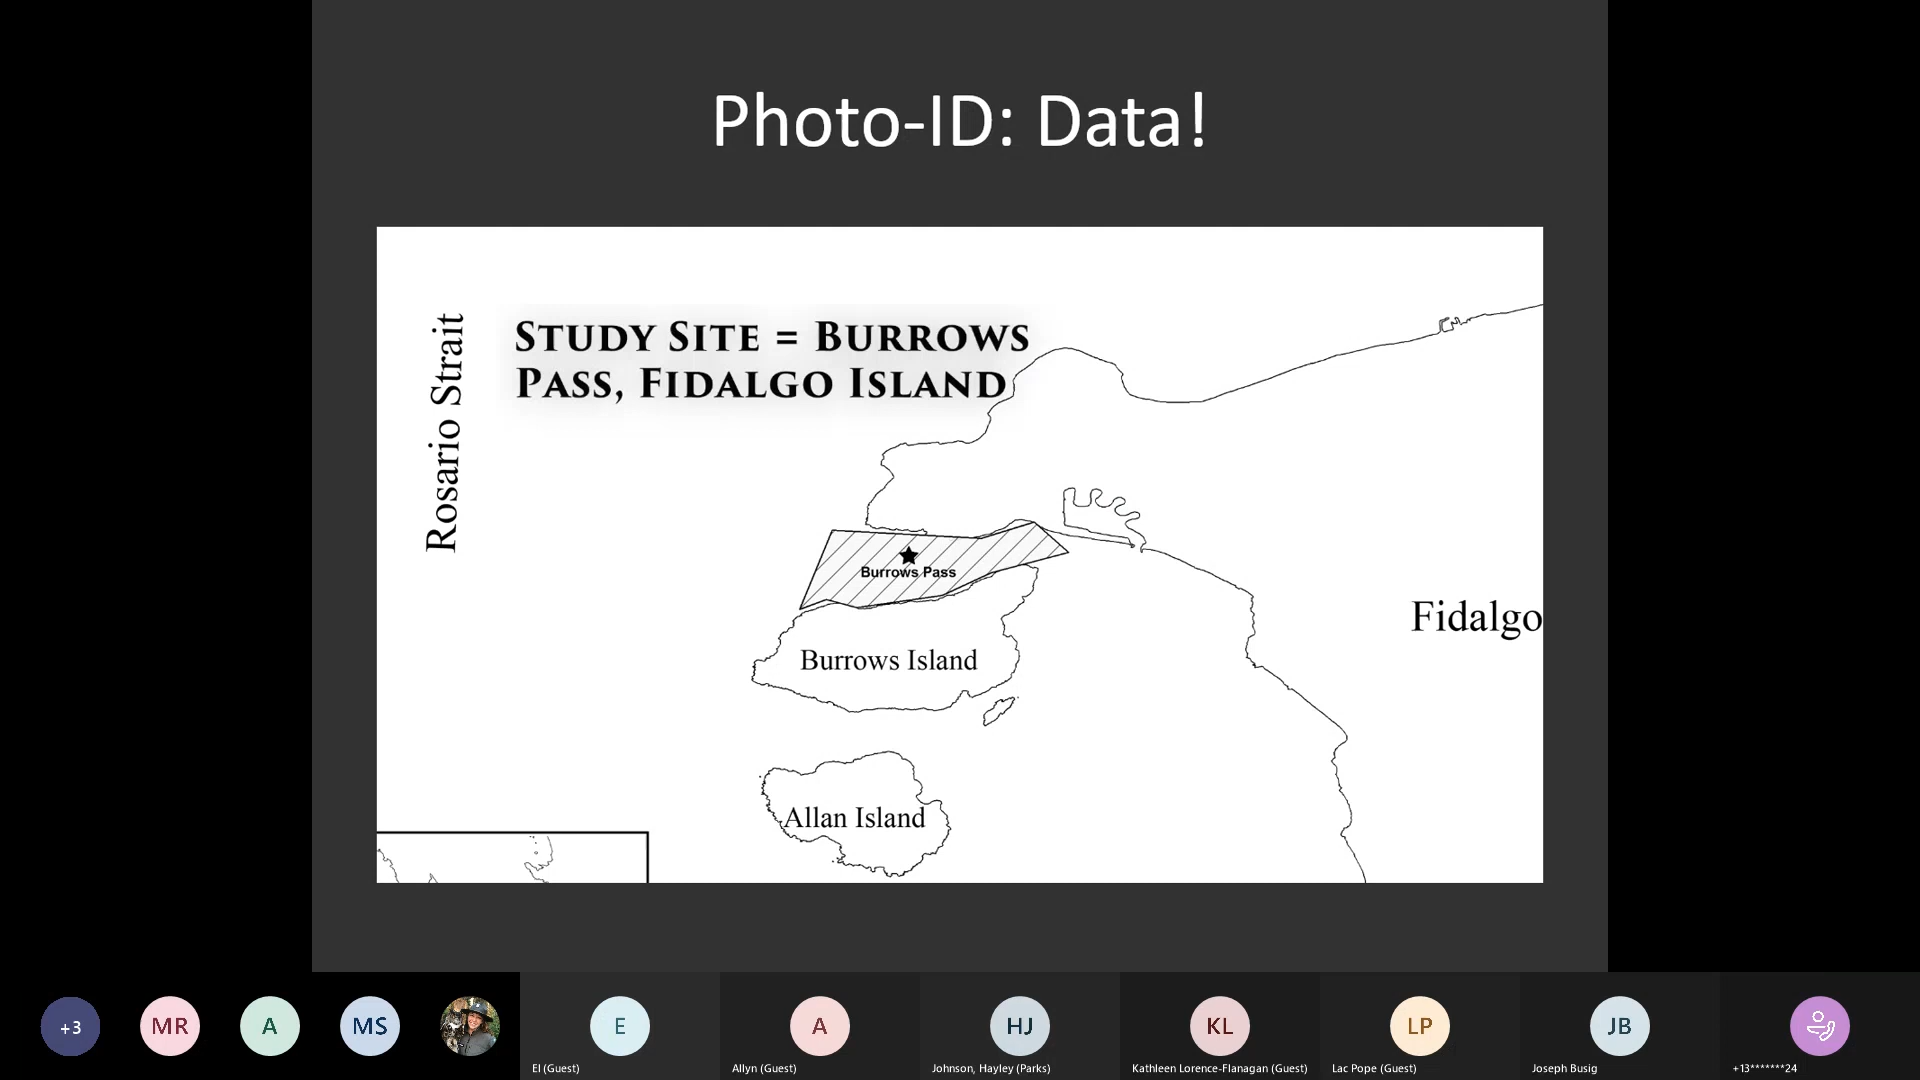 Photo-ID: Data!
Rosario Strait
STUDY SITE = BURROWS
PASS, FIDALGO ISLAND
Burrows Pass
Fidalgo
Burrows Island
Allan Island
+3
MR
A
MS
E
A
HJ
KL
LP
JB
El (Guest)
Allyn (Guest)
Johnson, Hayley (Parks)
Kathleen Lorence-Flanagan (Guest)
Lac Pope (Guest)
Joseph Busig
+13*******24